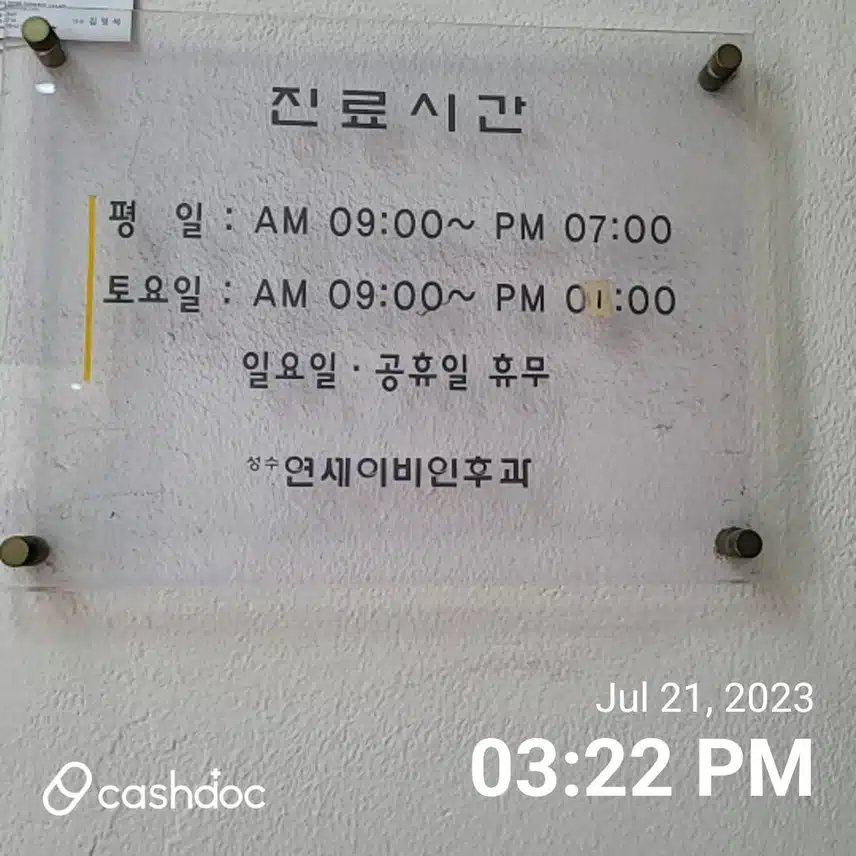 진료시간
평 일 : AM 09:00~ PM 07:00
토요일 : AM 09:00~ PM 01:00
일요일·공휴일 휴무
성수연세이비인후과
Jul 21, 2023
03:22 PM
cashdoc